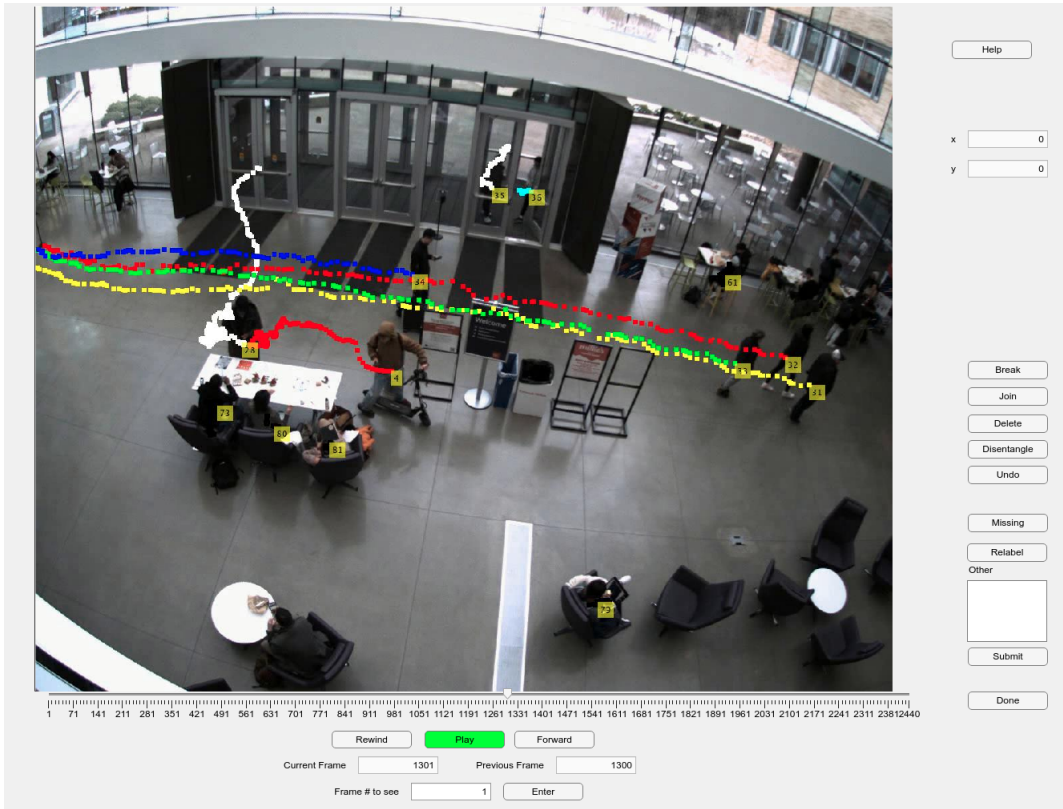 Help
x 0
y 0
35 36
34
61
Welcome
28
4
33 32
31
73
80
81
79
Break
Join
Delete
Disentangle
Undo
Missing
Relabel
Other
Submit
Done
1 71 141 211 281 351 421 491 561 631 701 771 841 911 981 1051 1121 1191 1261 1331 1401 1471 1541 1611 1681 1751 1821 1891 1961 2031 2101 2171 2241 2311 2381 2440
Rewind Play Forward
Current Frame 1301 Previous Frame 1300
Frame # to see 1 Enter